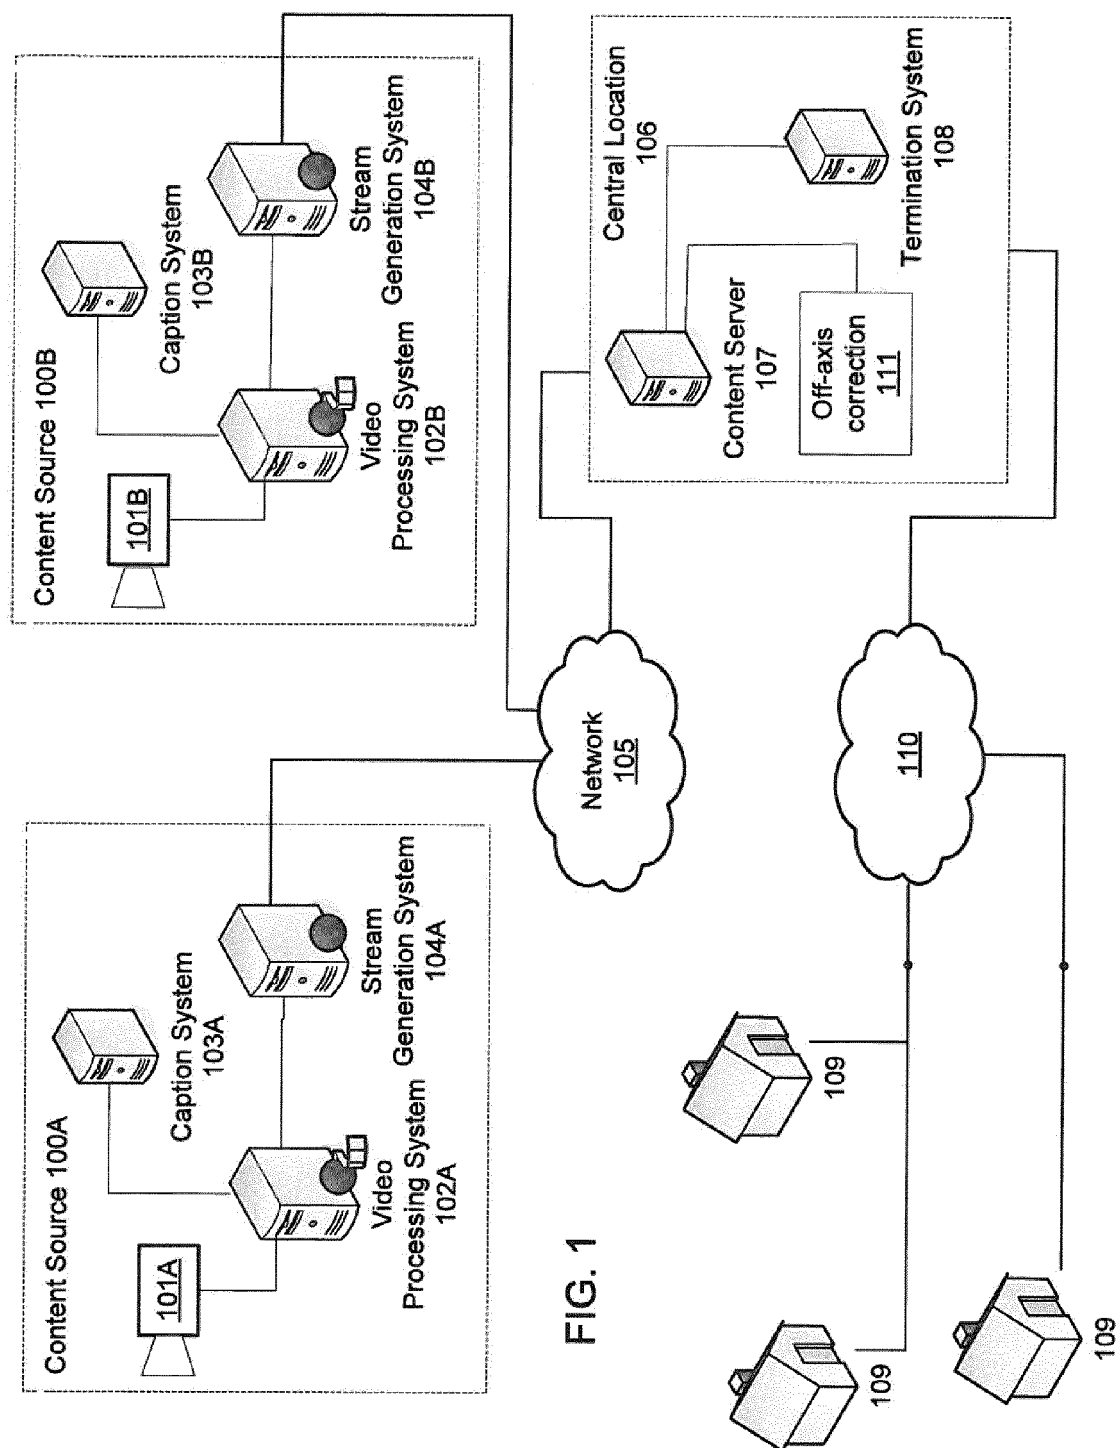 Content Source 100A
101A
Caption System
103A
Video
Processing System
102A
Stream
Generation System
104A
Content Source 100B
101B
Caption System
103B
Video
Processing System
102B
Stream
Generation System
104B
Network
105
Central Location
106
Content Server
107
Termination System
108
Off-axis
correction
111
110
109
109
109
FIG. 1